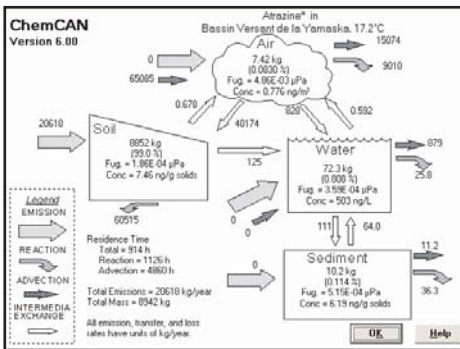 ChemCAN
Version 6.00
Atrazine* in
Bassin Versant de la Yamaska, 17.2°C
Air
7.42 kg
(0.0830 %)
Fug. = 4.86E-03 µPa
Conc = 0.776 ng/m³
0
65085
15074
9010
0.678
40174
828
0.592
20618
Soil
8852 kg
(99.0 %)
Fug. = 1.86E-04 µPa
Conc = 7.46 ng/g solids
60515
125
Water
72.3 kg
(0.808 %)
Fug. = 3.59E-04 µPa
Conc = 503 ng/L
879
25.8
0
0
111
64.0
Sediment
10.2 kg
(0.114 %)
Fug. = 5.15E-04 µPa
Conc = 6.19 ng/g solids
0
11.2
36.3
Legend
EMISSION
REACTION
ADVECTION
INTERMEDIA
EXCHANGE
Residence Time
Total = 914 h
Reaction = 1126 h
Advection = 4860 h
Total Emissions = 20618 kg/year
Total Mass = 8942 kg
All emission, transfer, and loss
rates have units of kg/year.
OK
Help